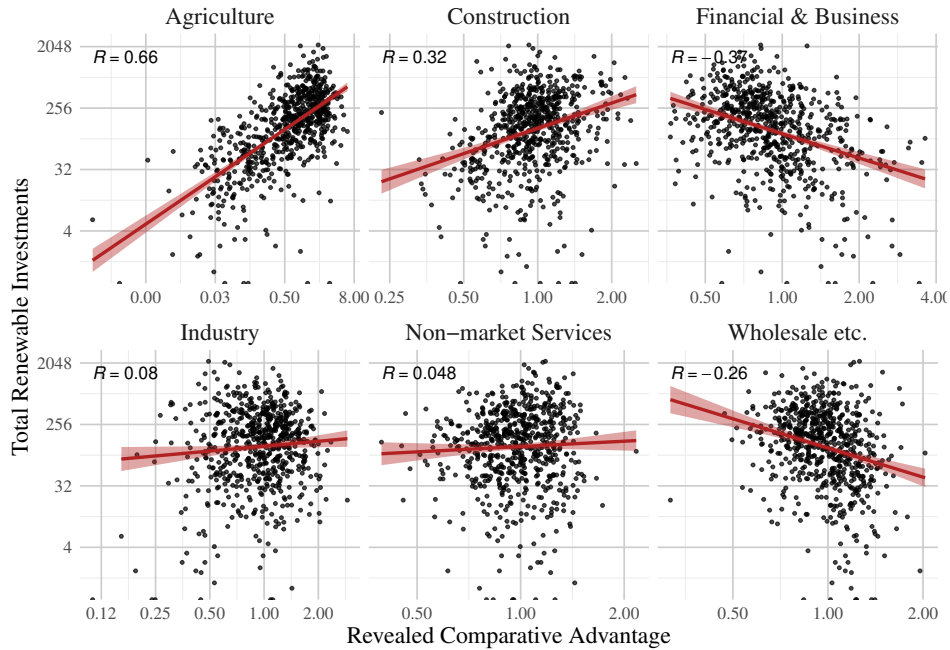 Agriculture Construction Financial & Business
2048 R = 0.66 R = 0.32 R = −0.37
256
32
4
0.00 0.03 0.50 8.00 0.25 0.50 1.00 2.00 0.50 1.00 2.00 4.00
Total Renewable Investments
Industry Non−market Services Wholesale etc.
2048 R = 0.08 R = 0.048 R = −0.26
256
32
4
0.12 0.25 0.50 1.00 2.00 0.50 1.00 2.00 0.50 1.00 2.00
Revealed Comparative Advantage